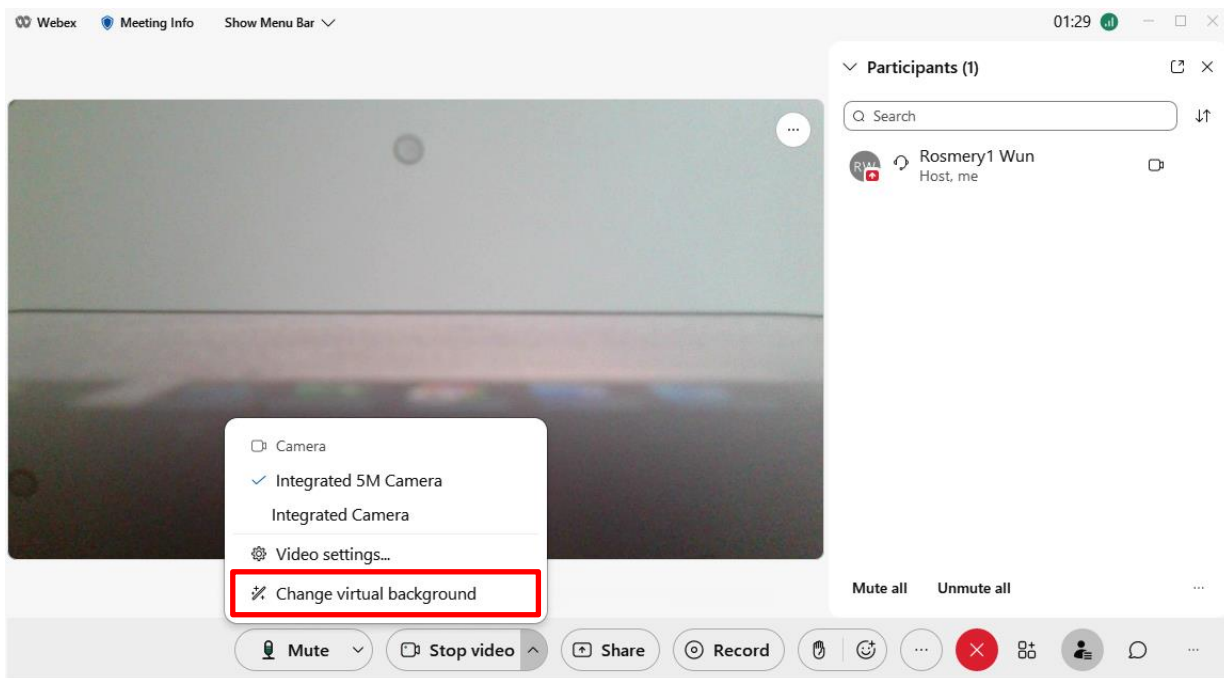 Webex Meeting Info Show Menu Bar 01:29
Participants (1)
Search
RW Rosmery1 Wun
Host, me
Camera
Integrated 5M Camera
Integrated Camera
Video settings...
Change virtual background
Mute all Unmute all ...
Mute Stop video Share Record